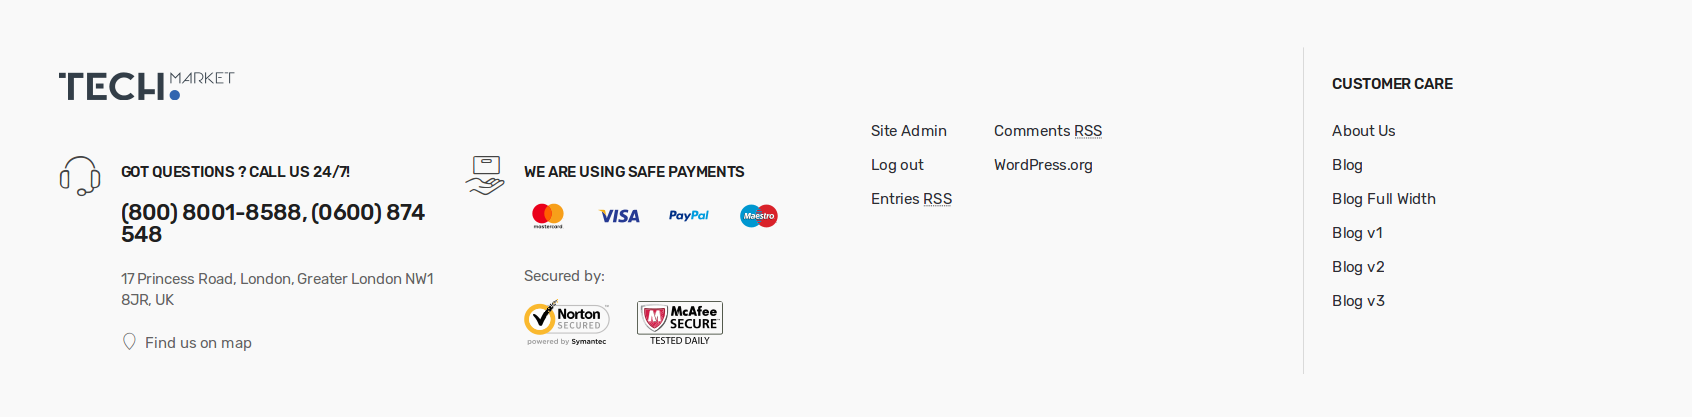 TECH MARKET
GOT QUESTIONS ? CALL US 24/7!
(800) 8001-8588, (0600) 874
548
17 Princess Road, London, Greater London NW1
8JR, UK
Find us on map
WE ARE USING SAFE PAYMENTS
mastercard VISA PayPal Maestro
Secured by:
Norton
SECURED
powered by Symantec
McAfee
SECURE
TESTED DAILY
Site Admin
Log out
Entries RSS
Comments RSS
WordPress.org
CUSTOMER CARE
About Us
Blog
Blog Full Width
Blog v1
Blog v2
Blog v3